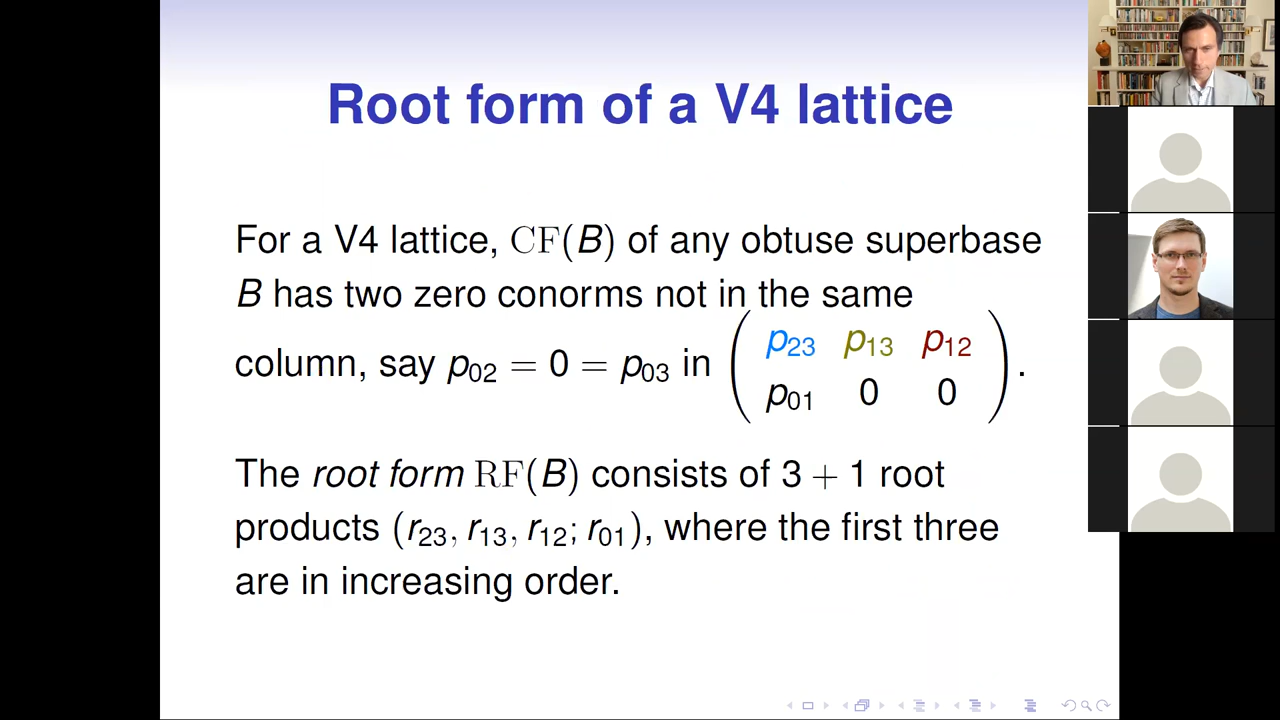 Root form of a V4 lattice
For a V4 lattice, CF(B) of any obtuse superbase
B has two zero conorms not in the same
column, say p₀₂ = 0 = p₀₃ in ( p₂₃ p₁₃ p₁₂
p₀₁ 0 0 ) .
The root form RF(B) consists of 3 + 1 root
products (r₂₃, r₁₃, r₁₂; r₀₁), where the first three
are in increasing order.